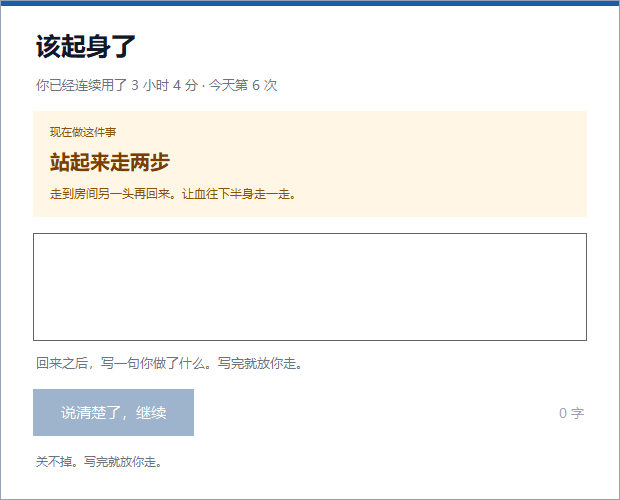 该起身了
你已经连续用了 3 小时 4 分 · 今天第 6 次
现在做这件事
站起来走两步
走到房间另一头再回来。让血往下半身走一走。
回来之后，写一句你做了什么。写完就放你走。
说清楚了，继续
0 字
关不掉。写完就放你走。